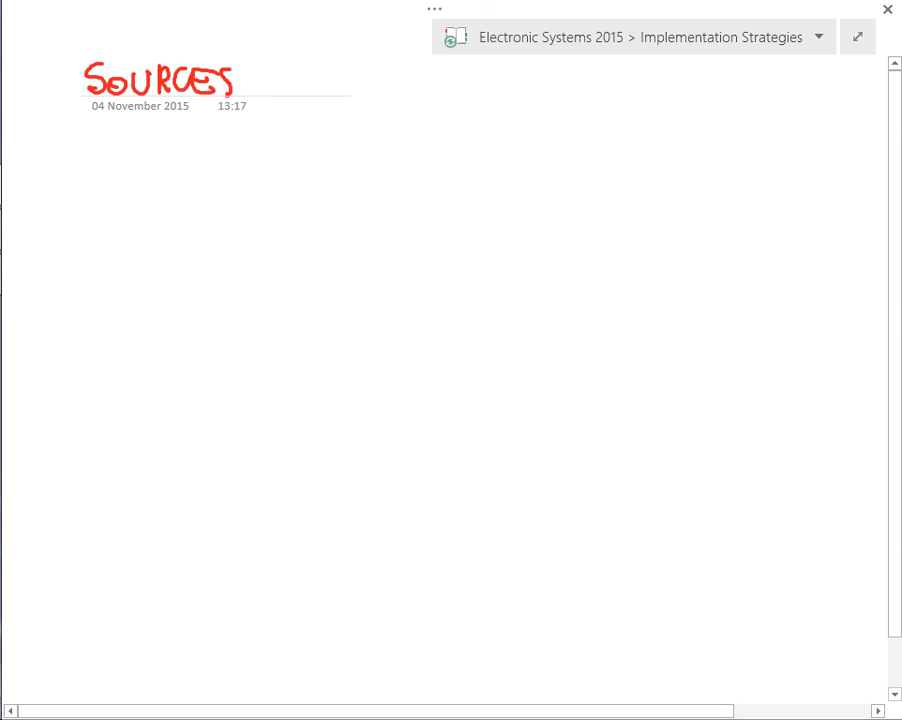 Electronic Systems 2015 > Implementation Strategies
SOURCES
04 November 2015 13:17